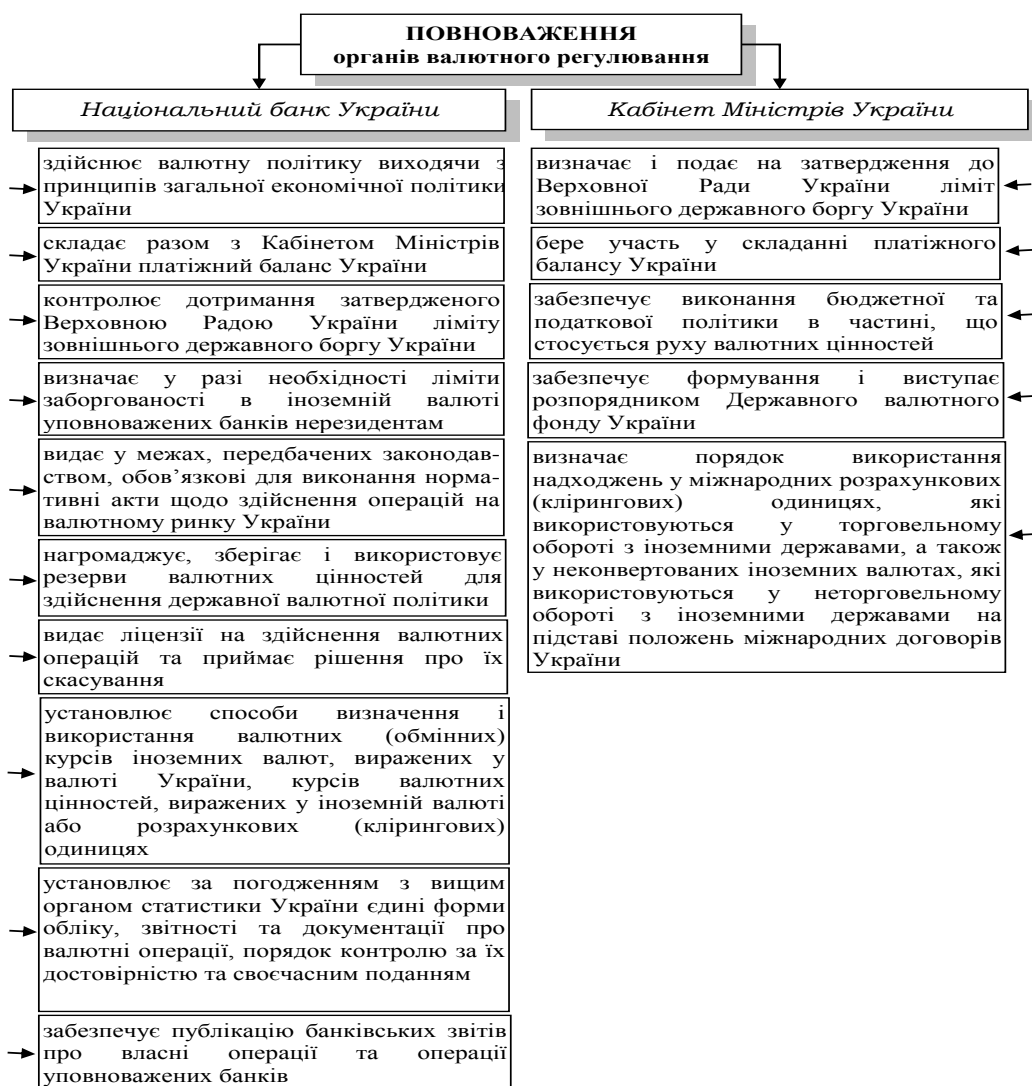 ПОВНОВАЖЕННЯ
органів валютного регулювання
Національний банк України
здійснює валютну політику виходячи з
принципів загальної економічної політики
України
складає разом з Кабінетом Міністрів
України платіжний баланс України
контролює дотримання затвердженого
Верховною Радою України ліміту
зовнішнього державного боргу України
визначає у разі необхідності ліміти
заборгованості в іноземній валюті
уповноважених банків нерезидентам
видає у межах, передбачених законодав-
ством, обов’язкові для виконання норма-
тивні акти щодо здійснення операцій на
валютному ринку України
нагромаджує, зберігає і використовує
резерви валютних цінностей для
здійснення державної валютної політики
видає ліцензії на здійснення валютних
операцій та приймає рішення про їх
скасування
установлює способи визначення і
використання валютних (обмінних)
курсів іноземних валют, виражених у
валюті України, курсів валютних
цінностей, виражених у іноземній валюті
або розрахункових (клірингових)
одиницях
установлює за погодженням з вищим
органом статистики України єдині форми
обліку, звітності та документації про
валютні операції, порядок контролю за їх
достовірністю та своєчасним поданням
забезпечує публікацію банківських звітів
про власні операції та операції
уповноважених банків
Кабінет Міністрів України
визначає і подає на затвердження до
Верховної Ради України ліміт
зовнішнього державного боргу України
бере участь у складанні платіжного
балансу України
забезпечує виконання бюджетної та
податкової політики в частині, що
стосується руху валютних цінностей
забезпечує формування і виступає
розпорядником Державного валютного
фонду України
визначає порядок використання
надходжень у міжнародних розрахункових
(клірингових) одиницях, які
використовуються у торговельному
обороті з іноземними державами, а також
у неконвертованих іноземних валютах, які
використовуються у неторговельному
обороті з іноземними державами на
підставі положень міжнародних договорів
України